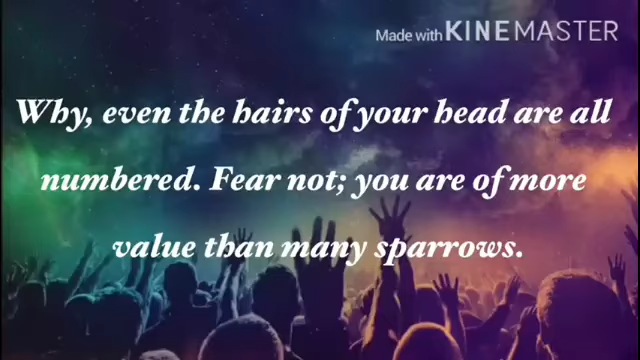 Made with KINEMASTER
Why, even the hairs of your head are all
numbered. Fear not; you are of more
value than many sparrows.